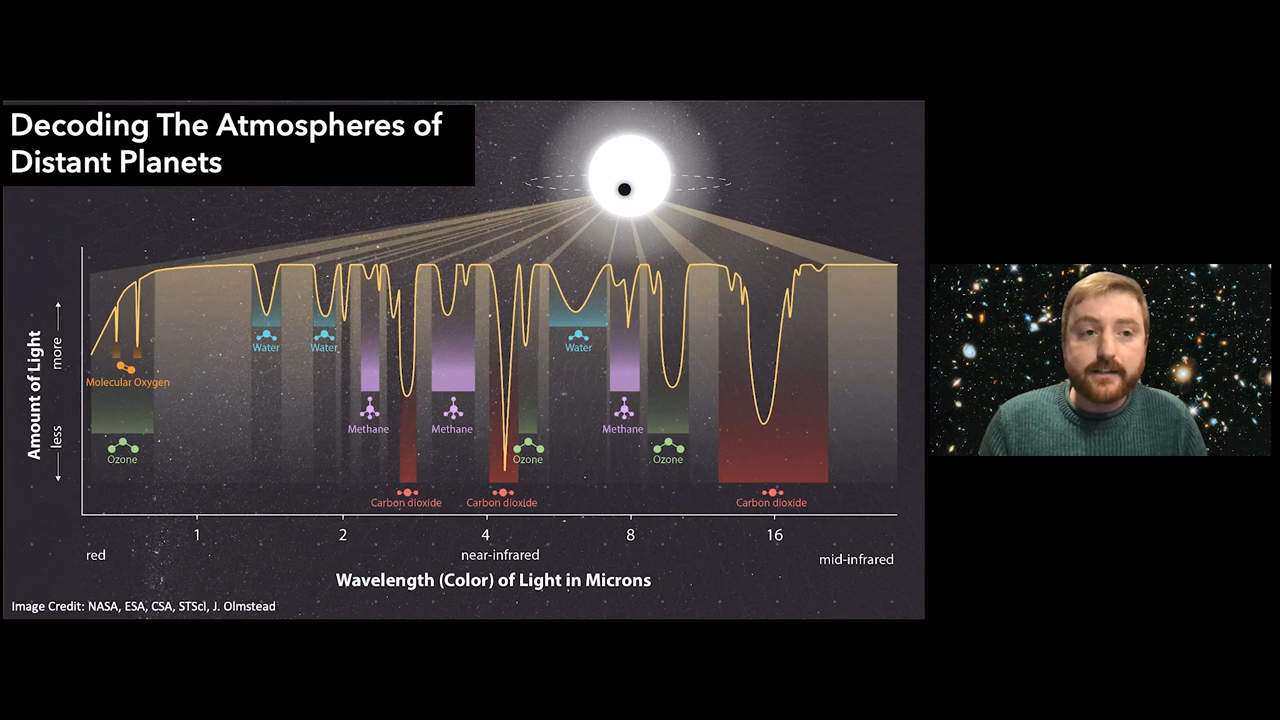 Decoding The Atmospheres of
Distant Planets
Amount of Light
more
less
Molecular Oxygen
Ozone
Water
Water
Methane
Carbon dioxide
Methane
Carbon dioxide
Ozone
Water
Methane
Ozone
Carbon dioxide
1
2
4
8
16
red
near-infrared
mid-infrared
Wavelength (Color) of Light in Microns
Image Credit: NASA, ESA, CSA, STScI, J. Olmstead